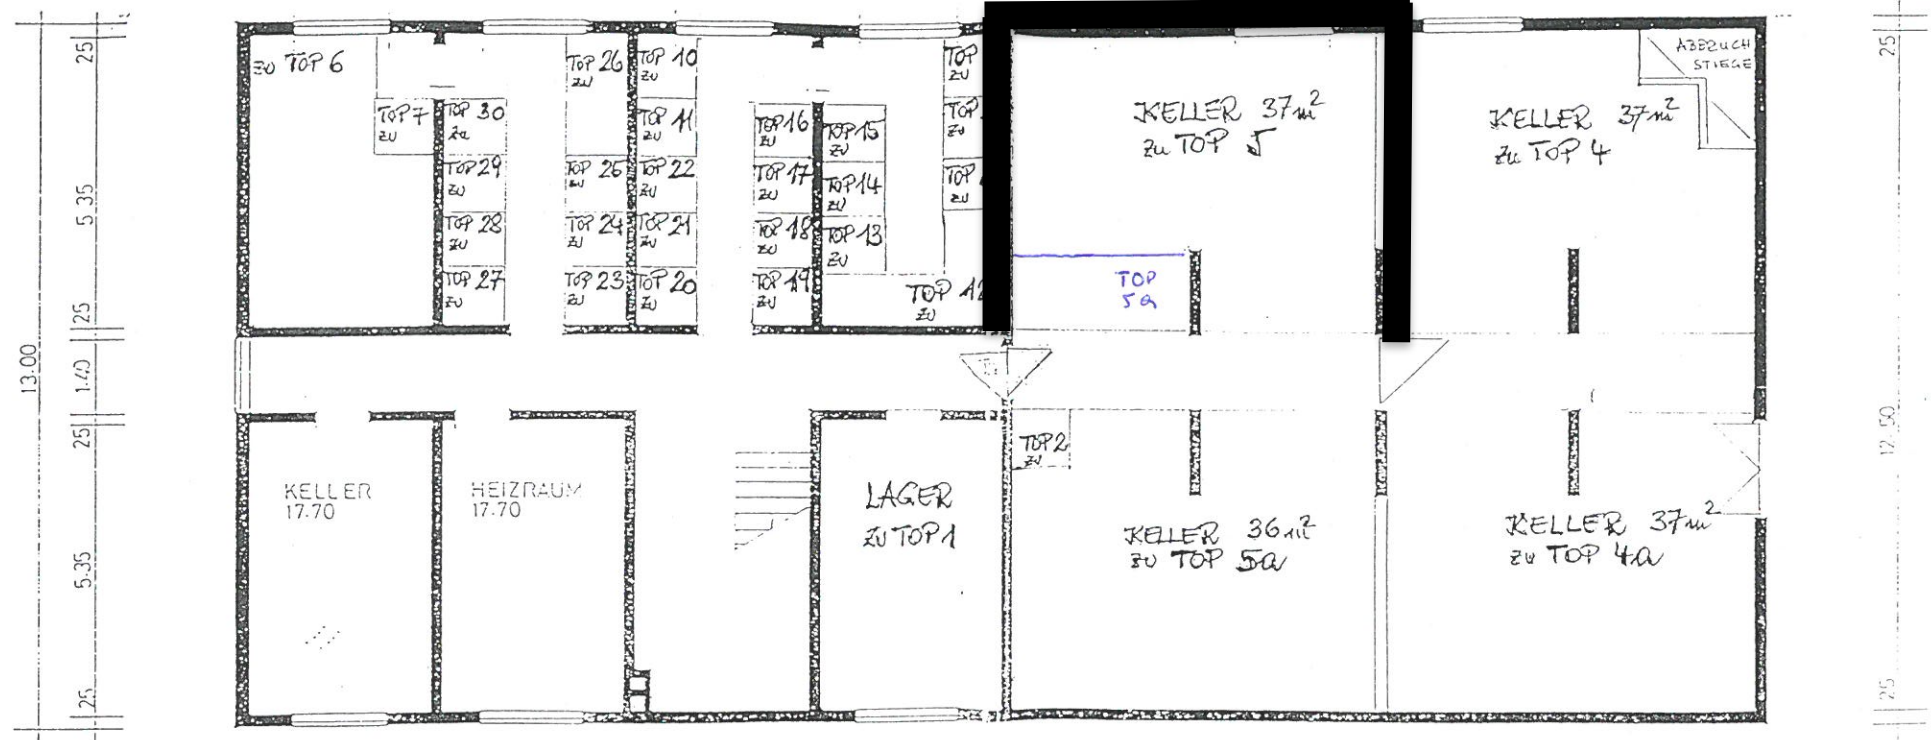 25
5.35
25
13.00
1.40
25
5.35
25
zu TOP 6
TOP 7
zu
TOP 30
zu
TOP 29
zu
TOP 28
zu
TOP 27
zu
TOP 26
zu
TOP 25
zu
TOP 24
zu
TOP 23
zu
TOP 10
zu
TOP 11
zu
TOP 22
zu
TOP 21
zu
TOP 20
zu
TOP 16
zu
TOP 17
zu
TOP 18
zu
TOP 19
zu
TOP 15
zu
TOP 14
zu
TOP 13
zu
TOP
zu
TOP
zu
TOP
zu
TOP 12
zu
KELLER 37m²
zu TOP 5
TOP
5a
KELLER 37m²
zu TOP 4
ABEZUCH
STIEGE
25
12.50
25
KELLER
17.70
HEIZRAUM
17.70
LAGER
ZU TOP 1
TOP 2
zu
KELLER 36m²
zu TOP 5a
KELLER 37m²
zu TOP 4a